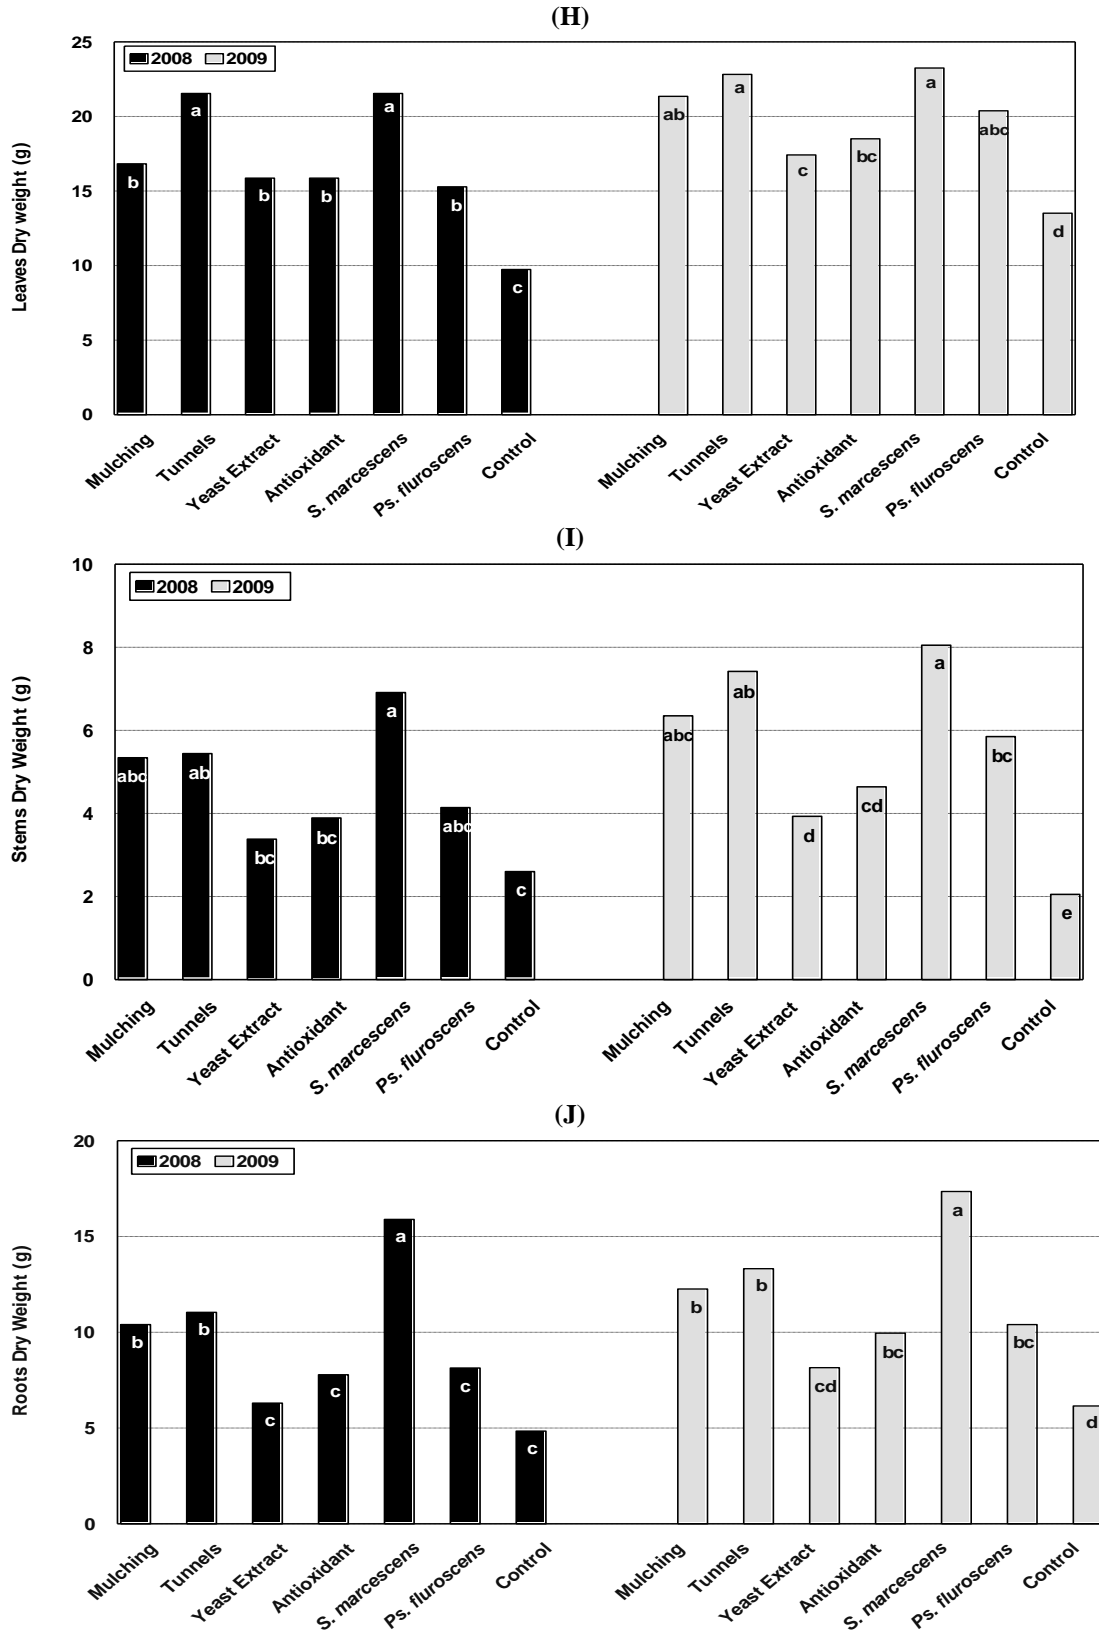 (H)
2008 2009
Leaves Dry weight (g)
25
20
15
10
5
0
b a b b a b c
ab a c bc a abc d
Mulching Tunnels Yeast Extract Antioxidant S. marcescens Ps. fluroscens Control
Mulching Tunnels Yeast Extract Antioxidant S. marcescens Ps. fluroscens Control
(I)
2008 2009
Stems Dry Weight (g)
10
8
6
4
2
0
abc ab bc bc a abc c
abc ab d cd a bc e
Mulching Tunnels Yeast Extract Antioxidant S. marcescens Ps. fluroscens Control
Mulching Tunnels Yeast Extract Antioxidant S. marcescens Ps. fluroscens Control
(J)
2008 2009
Roots Dry Weight (g)
20
15
10
5
0
b b c c a c c
b b cd bc a bc d
Mulching Tunnels Yeast Extract Antioxidant S. marcescens Ps. fluroscens Control
Mulching Tunnels Yeast Extract Antioxidant S. marcescens Ps. fluroscens Control